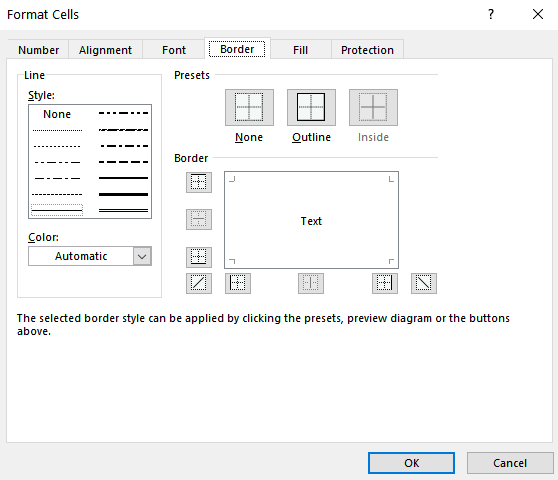 Format Cells ? ×
Number Alignment Font Border Fill Protection
Line
Style:
None
Color:
Automatic
Presets
None Outline Inside
Border
Text
The selected border style can be applied by clicking the presets, preview diagram or the buttons
above.
OK Cancel